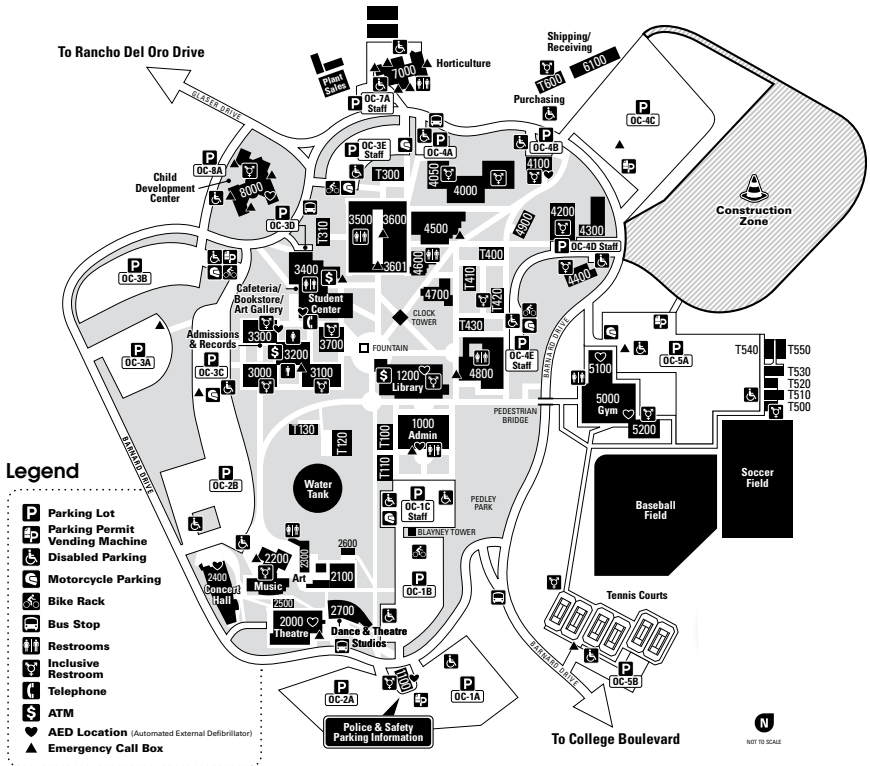 To Rancho Del Oro Drive
GLASER DRIVE
Plant
Sales
7000
Horticulture
Shipping/
Receiving
T600
6100
Purchasing
OC-7A
Staff
OC-3E
Staff
OC-4A
OC-4B
OC-4C
OC-8A
Child
Development
Center
8000
T300
4050
4000
4100
Construction
Zone
OC-3D
T310
3500
3600
3601
4500
4900
4200
4300
OC-4D Staff
4400
OC-3B
3400
Cafeteria/
Bookstore/
Art Gallery
Student
Center
4600
T400
T410
T420
4700
CLOCK
TOWER
T430
Admissions
& Records
3300
3200
3700
FOUNTAIN
OC-3A
OC-3C
3000
3100
1200
Library
4800
OC-4E
Staff
BARNARD DRIVE
OC-5A
5100
5000
Gym
5200
T540
T550
T530
T520
T510
T500
PEDESTRIAN
BRIDGE
T130
T120
T100
T110
1000
Admin
BARNARD DRIVE
OC-2B
Water
Tank
OC-1C
Staff
PEDLEY
PARK
BLAYNEY TOWER
Baseball
Field
Soccer
Field
Legend
Parking Lot
Parking Permit
Vending Machine
Disabled Parking
Motorcycle Parking
Bike Rack
Bus Stop
Restrooms
Inclusive
Restroom
Telephone
ATM
AED Location (Automated External Defibrillator)
Emergency Call Box
2400
Concert
Hall
2200
Music
2300
Art
2600
2100
OC-1B
2500
2000
Theatre
2700
Dance & Theatre
Studios
Tennis Courts
OC-5B
BARNARD DRIVE
OC-2A
OC-1A
Police & Safety
Parking Information
To College Boulevard
N
NOT TO SCALE